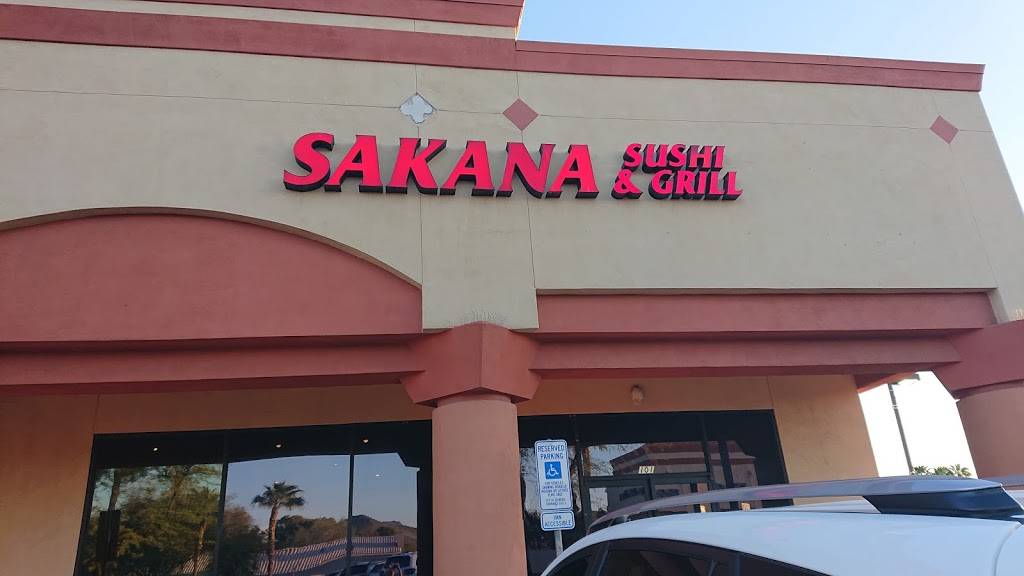 SAKANA
SUSHI
& GRILL
101
RESERVED
PARKING
VAN
ACCESSIBLE